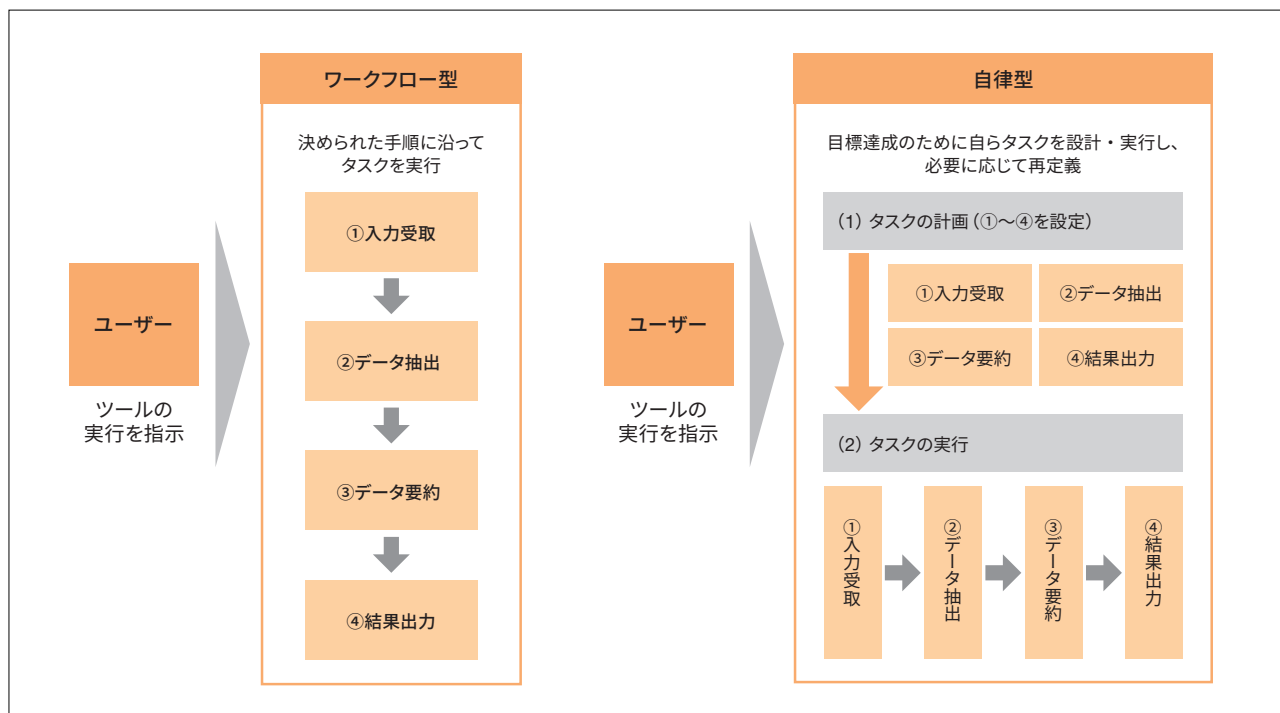 ワークフロー型
決められた手順に沿って
タスクを実行
①入力受取
②データ抽出
③データ要約
④結果出力
ユーザー
ツールの
実行を指示
自律型
目標達成のために自らタスクを設計・実行し、
必要に応じて再定義
(1) タスクの計画（①～④を設定）
①入力受取
②データ抽出
③データ要約
④結果出力
(2) タスクの実行
①入力受取
②データ抽出
③データ要約
④結果出力
ユーザー
ツールの
実行を指示